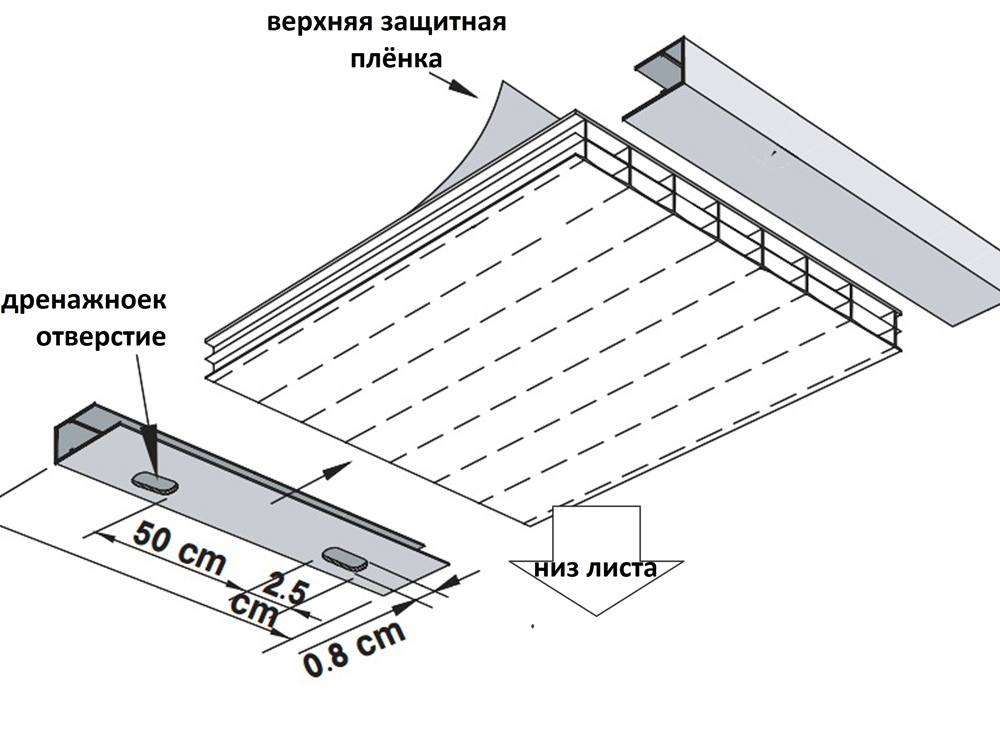 верхняя защитная
плёнка
дренажноек
отверстие
50 cm
2.5
cm
0.8 cm
низ листа